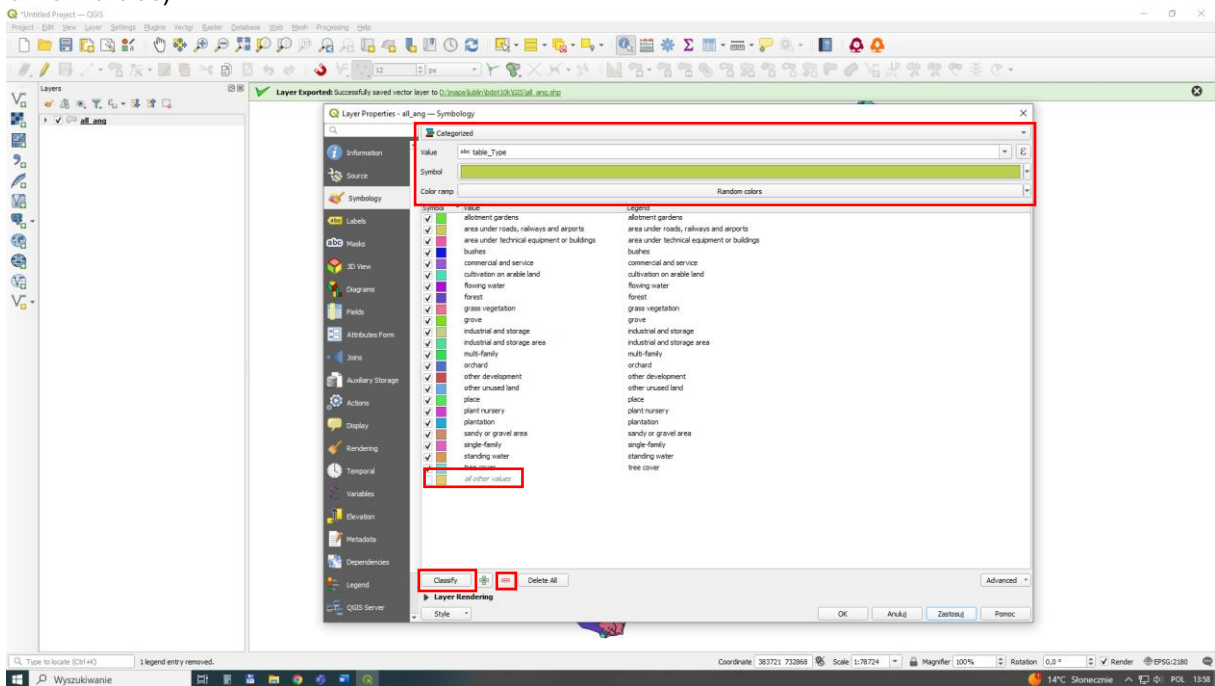 *Untitled Project — QGIS
Project Edit View Layer Settings Plugins Vector Raster Database Web Mesh Processing Help
12 px
Layers
all_ang
Layer Exported: Successfully saved vector layer to
Layer Properties - all_ang — Symbology
Categorized
Value abc table_Type
Symbol
Color ramp Random colors
Information
Source
Symbology
Labels
Masks
3D View
Diagrams
Fields
Attributes Form
Joins
Auxiliary Storage
Actions
Display
Rendering
Temporal
Variables
Elevation
Metadata
Dependencies
Legend
QGIS Server
Symbol Value Legend
allotment gardens allotment gardens
area under roads, railways and airports area under roads, railways and airports
area under technical equipment or buildings area under technical equipment or buildings
bushes bushes
commercial and service commercial and service
cultivation on arable land cultivation on arable land
flowing water flowing water
forest forest
grass vegetation grass vegetation
grove grove
industrial and storage industrial and storage
industrial and storage area industrial and storage area
multi-family multi-family
orchard orchard
other development other development
other unused land other unused land
place place
plant nursery plant nursery
plantation plantation
sandy or gravel area sandy or gravel area
single-family single-family
standing water standing water
tree cover tree cover
all other values
Classify Delete All Advanced
Layer Rendering
Style OK Anuluj Zastosuj Pomoc
Type to locate (Ctrl+K) 1 legend entry removed. Coordinate 383721 732868 Scale 1:78724 Magnifier 100% Rotation 0,0 ° Render EPSG:2180
Wyszukiwanie 14°C Słonecznie POL 13:58